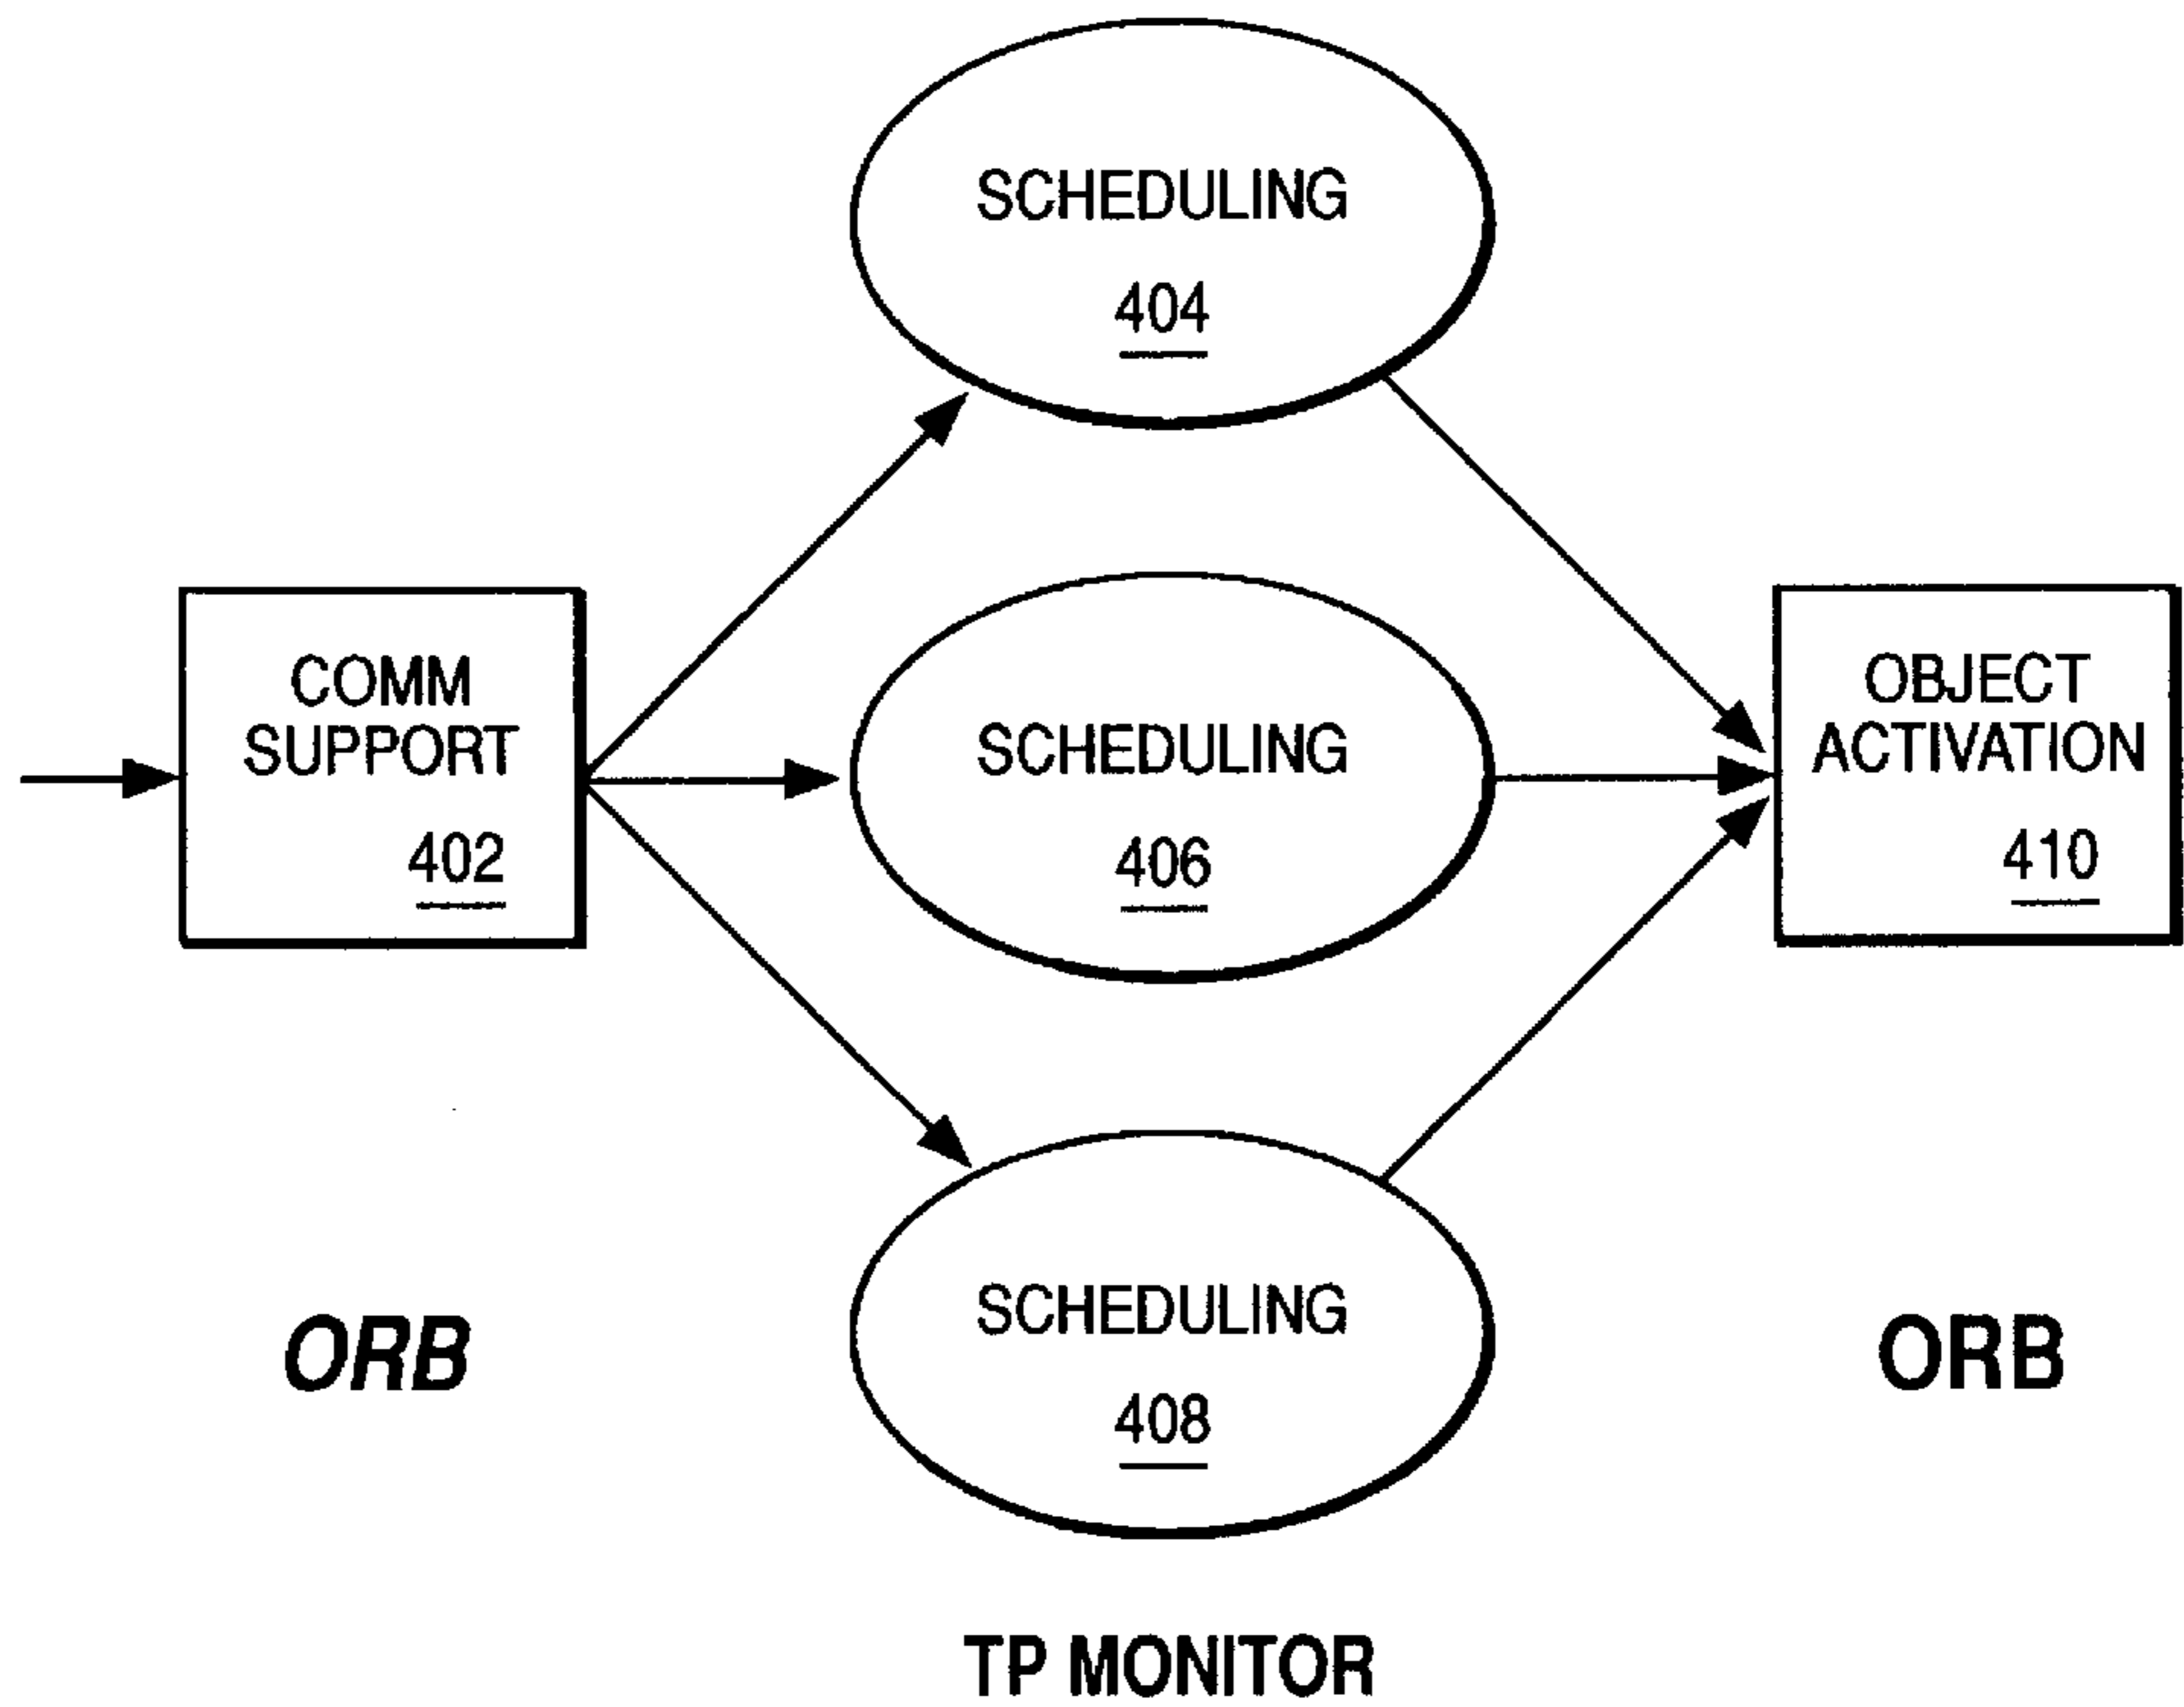 SCHEDULING
404
COMM
SUPPORT
402
SCHEDULING
406
OBJECT
ACTIVATION
410
SCHEDULING
408
ORB
ORB
TP MONITOR